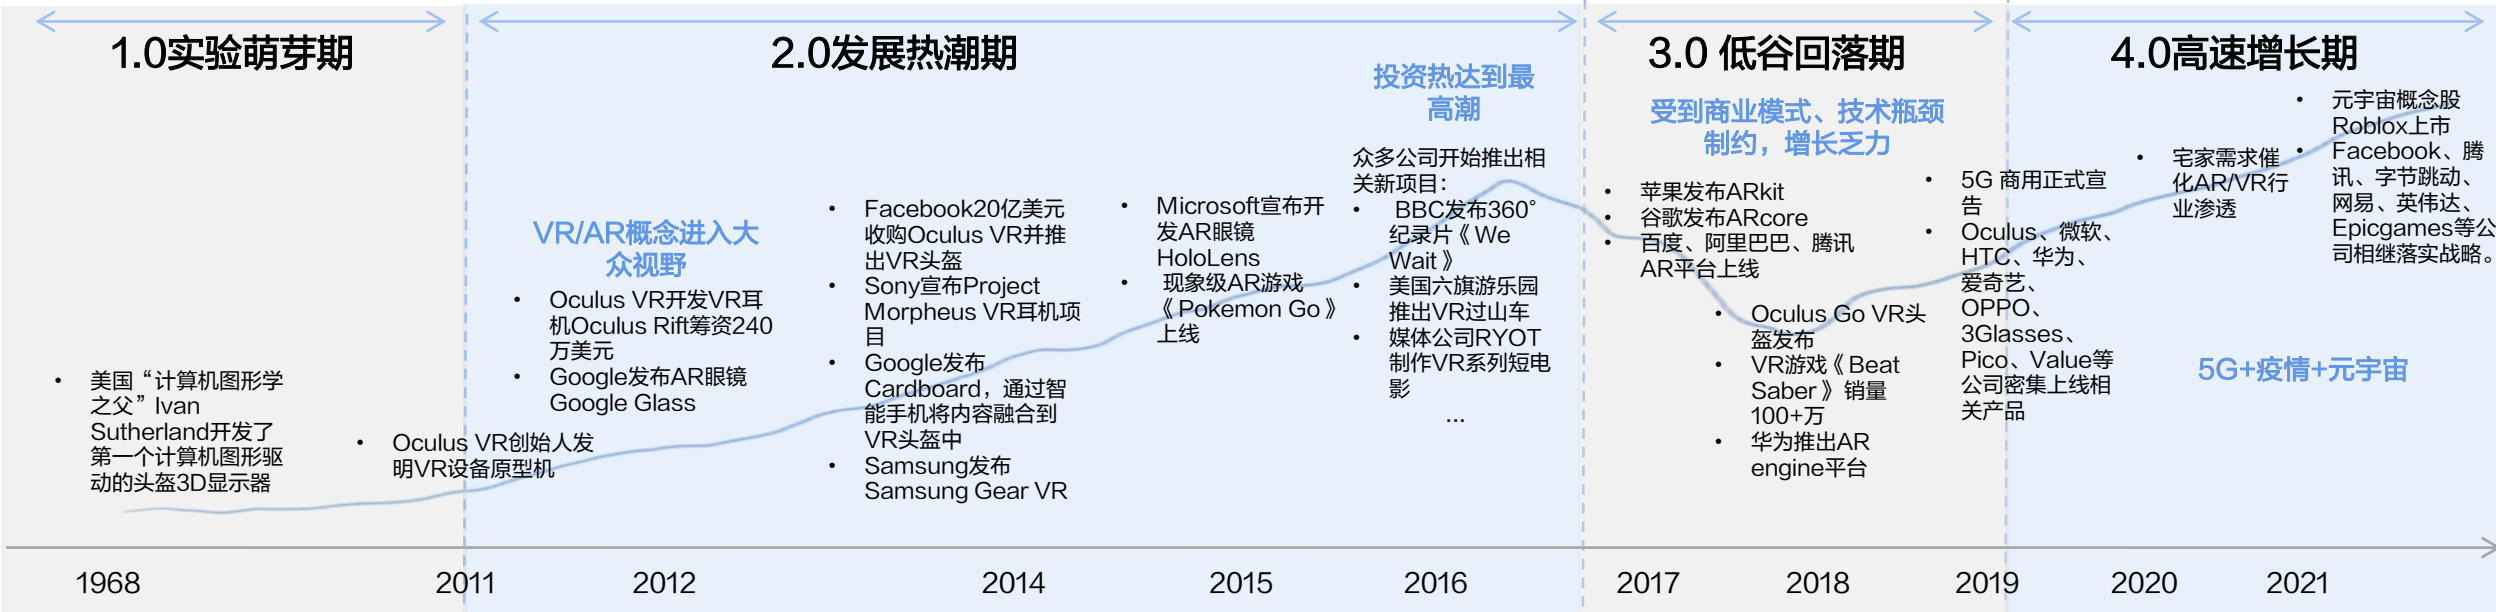 1.0实验萌芽期
2.0发展热潮期
3.0 低谷回落期
4.0高速增长期
• 美国“计算机图形学
之父”Ivan
Sutherland开发了
第一个计算机图形驱
动的头盔3D显示器
• Oculus VR创始人发
明VR设备原型机
VR/AR概念进入大
众视野
• Oculus VR开发VR耳
机Oculus Rift筹资240
万美元
• Google发布AR眼镜
Google Glass
• Facebook20亿美元
收购Oculus VR并推
出VR头盔
• Sony宣布Project
Morpheus VR耳机项
目
• Google发布
Cardboard，通过智
能手机将内容融合到
VR头盔中
• Samsung发布
Samsung Gear VR
• Microsoft宣布开
发AR眼镜
HoloLens
• 现象级AR游戏
《Pokemon Go》
上线
投资热达到最
高潮
众多公司开始推出相
关新项目：
• BBC发布360°
纪录片《We
Wait》
• 美国六旗游乐园
推出VR过山车
• 媒体公司RYOT
制作VR系列短电
影
...
受到商业模式、技术瓶颈
制约，增长乏力
• 苹果发布ARkit
• 谷歌发布ARcore
• 百度、阿里巴巴、腾讯
AR平台上线
• Oculus Go VR头
盔发布
• VR游戏《Beat
Saber》销量
100+万
• 华为推出AR
engine平台
• 5G 商用正式宣
告
• Oculus、微软、
HTC、华为、
爱奇艺、
OPPO、
3Glasses、
Pico、Value等
公司密集上线相
关产品
• 宅家需求催
化AR/VR行
业渗透
• 元宇宙概念股
Roblox上市
• Facebook、腾
讯、字节跳动、
网易、英伟达、
Epicgames等公
司相继落实战略。
5G+疫情+元宇宙
1968
2011
2012
2014
2015
2016
2017
2018
2019
2020
2021